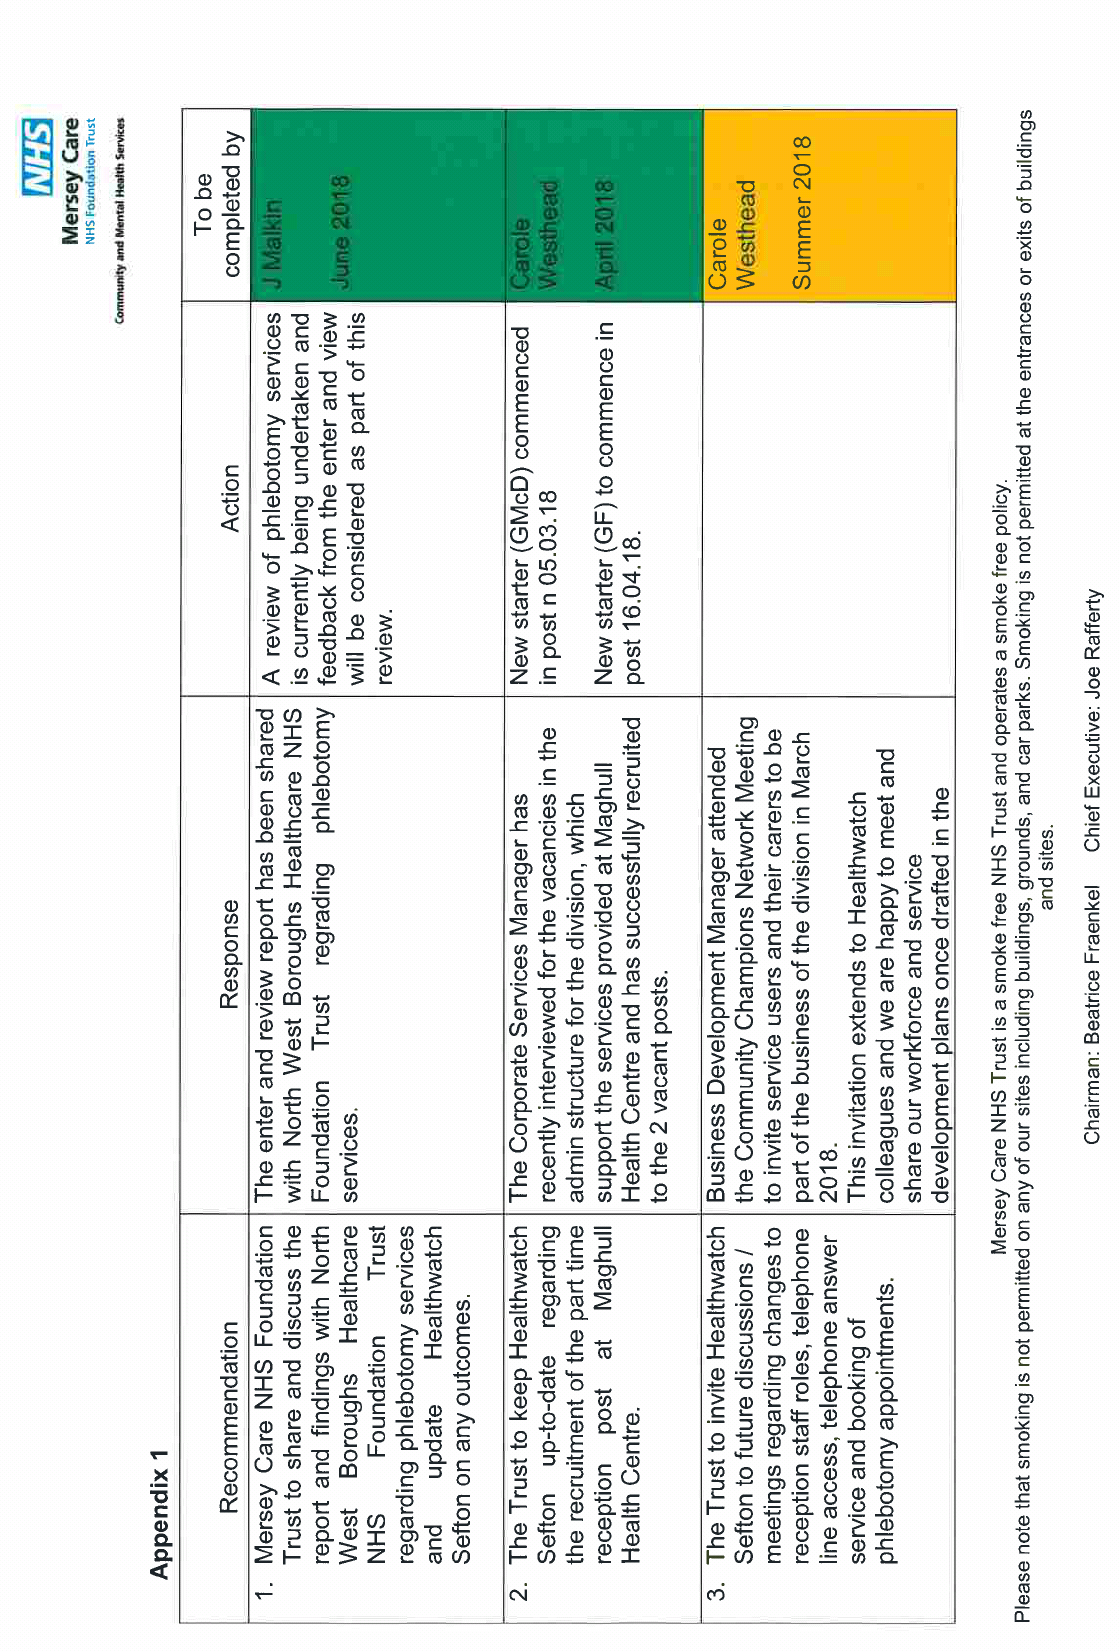 NHS
Mersey Care
NHS Foundation Trust
Community and Mental Health Services
Appendix 1
Recommendation
Response
Action
To be
completed by
1. Mersey Care NHS Foundation
Trust to share and discuss the
report and findings with North
West Boroughs Healthcare
NHS Foundation Trust
regarding phlebotomy services
and update Healthwatch
Sefton on any outcomes.
The enter and review report has been shared
with North West Boroughs Healthcare NHS
Foundation Trust regrading phlebotomy
services.
A review of phlebotomy services
is currently being undertaken and
feedback from the enter and view
will be considered as part of this
review.
J Malkin
June 2018
2. The Trust to keep Healthwatch
Sefton up-to-date regarding
the recruitment of the part time
reception post at Maghull
Health Centre.
The Corporate Services Manager has
recently interviewed for the vacancies in the
admin structure for the division, which
support the services provided at Maghull
Health Centre and has successfully recruited
to the 2 vacant posts.
New starter (GMcD) commenced
in post n 05.03.18
New starter (GF) to commence in
post 16.04.18.
Carole
Westhead
April 2018
3. The Trust to invite Healthwatch
Sefton to future discussions /
meetings regarding changes to
reception staff roles, telephone
line access, telephone answer
service and booking of
phlebotomy appointments.
Business Development Manager attended
the Community Champions Network Meeting
to invite service users and their carers to be
part of the business of the division in March
2018.
This invitation extends to Healthwatch
colleagues and we are happy to meet and
share our workforce and service
development plans once drafted in the
Carole
Westhead
Summer 2018
Mersey Care NHS Trust is a smoke free NHS Trust and operates a smoke free policy.
Please note that smoking is not permitted on any of our sites including buildings, grounds, and car parks. Smoking is not permitted at the entrances or exits of buildings
and sites.
Chairman: Beatrice Fraenkel Chief Executive: Joe Rafferty